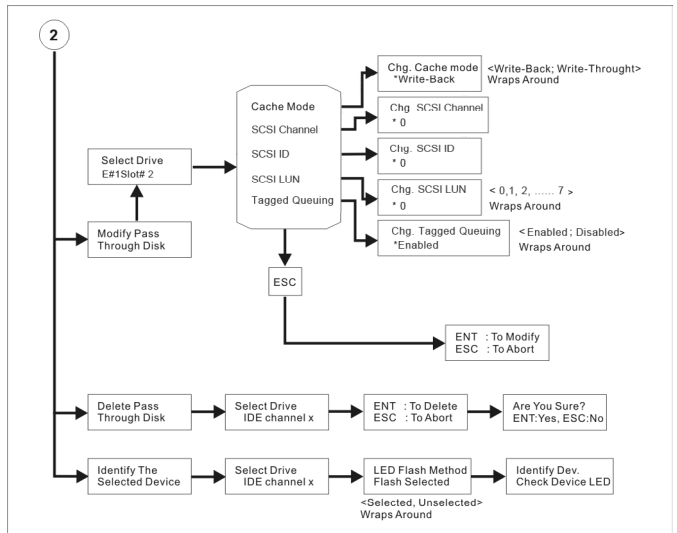 2
Chg. Cache mode
*Write-Back
<Write-Back; Write-Throught>
Wraps Around
Cache Mode
SCSI Channel
SCSI ID
SCSI LUN
Tagged Queuing
Chg. SCSI Channel
* 0
Chg. SCSI ID
* 0
Chg. SCSI LUN
* 0
< 0,1, 2, ...... 7 >
Wraps Around
Chg. Tagged Queuing
*Enabled
<Enabled; Disabled>
Wraps Around
Select Drive
E#1Slot# 2
Modify Pass
Through Disk
ESC
ENT : To Modify
ESC : To Abort
Delete Pass
Through Disk
Select Drive
IDE channel x
ENT : To Delete
ESC : To Abort
Are You Sure?
ENT:Yes, ESC:No
Identify The
Selected Device
Select Drive
IDE channel x
LED Flash Method
Flash Selected
<Selected, Unselected>
Wraps Around
Identify Dev.
Check Device LED